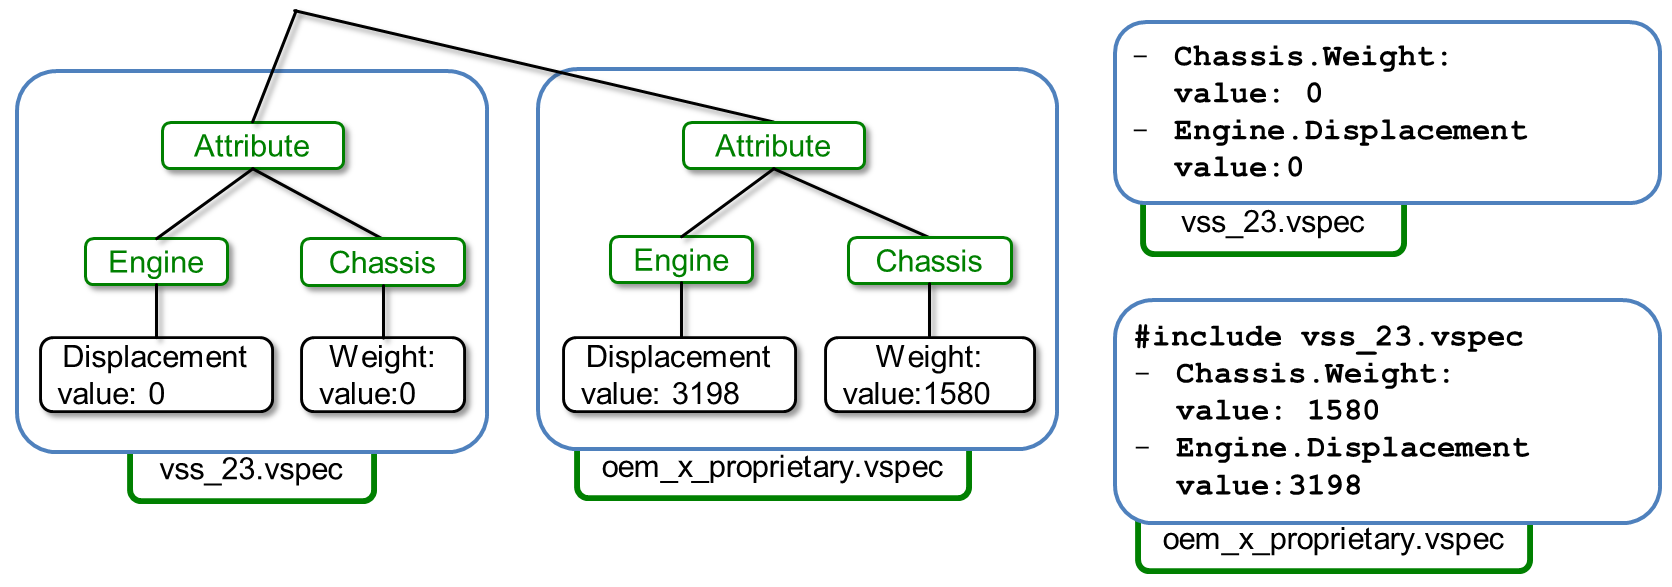 Attribute
Engine
Chassis
Displacement
value: 0
Weight:
value:0
vss_23.vspec
Attribute
Engine
Chassis
Displacement
value: 3198
Weight:
value:1580
oem_x_proprietary.vspec
- Chassis.Weight:
value: 0
- Engine.Displacement
value:0
vss_23.vspec
#include vss_23.vspec
- Chassis.Weight:
value: 1580
- Engine.Displacement
value:3198
oem_x_proprietary.vspec